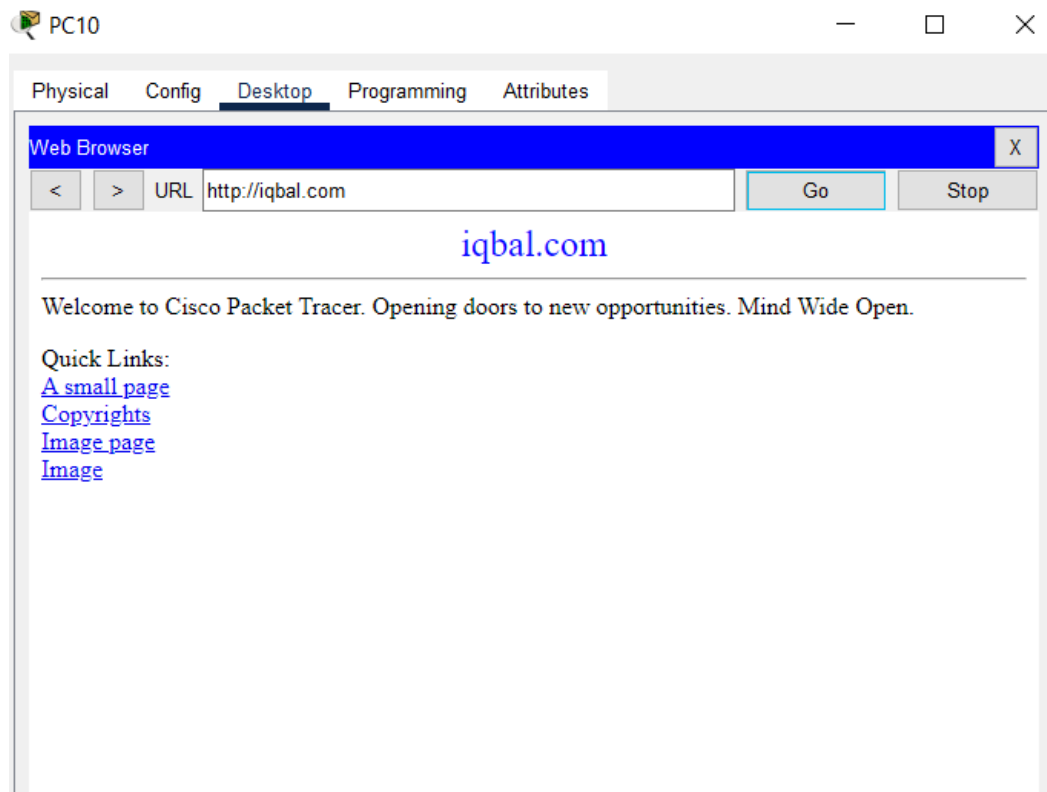 PC10
Physical Config Desktop Programming Attributes
Web Browser X
< > URL http://iqbal.com Go Stop
iqbal.com
Welcome to Cisco Packet Tracer. Opening doors to new opportunities. Mind Wide Open.
Quick Links:
A small page
Copyrights
Image page
Image